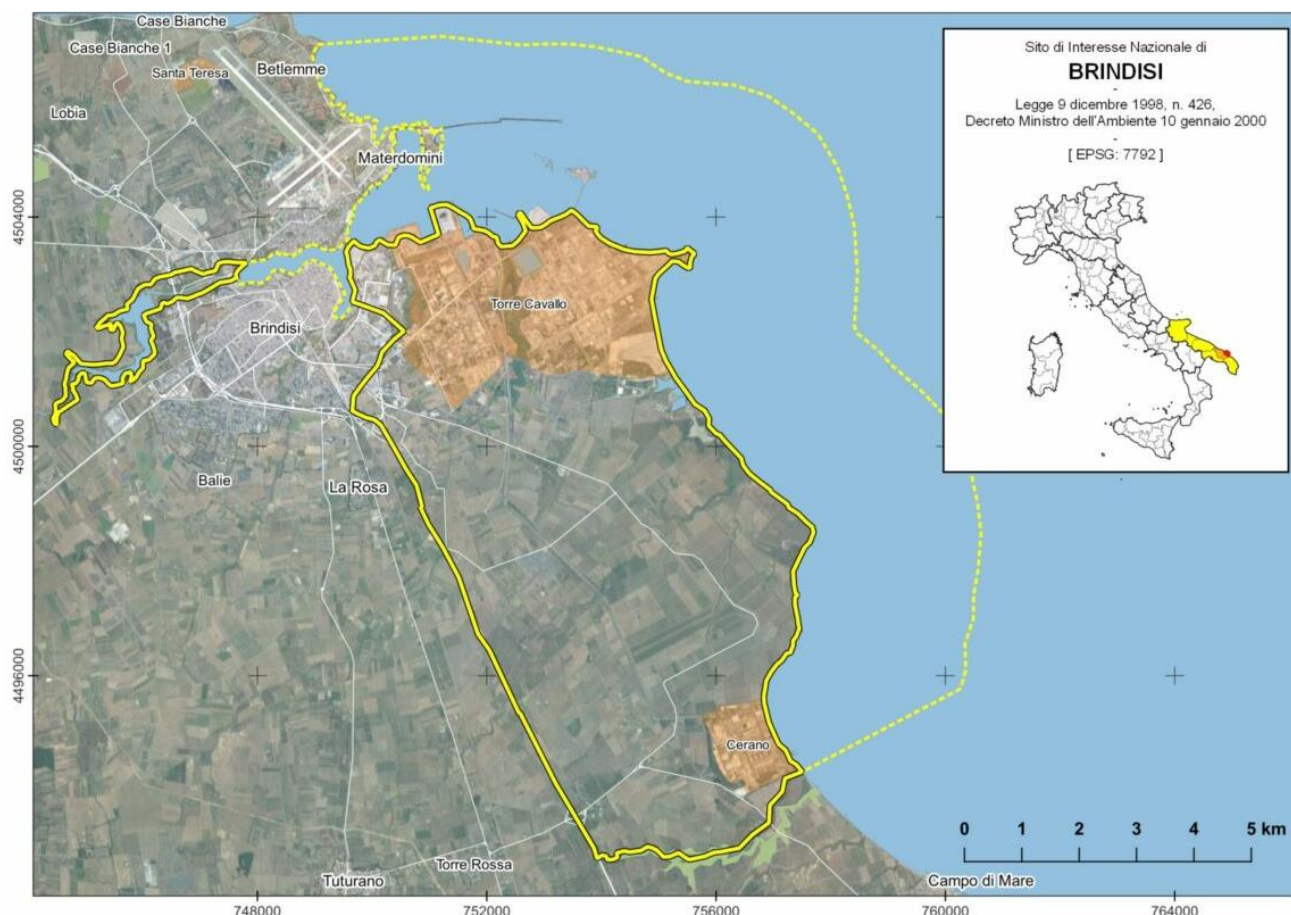 Case Bianche
Case Bianche 1
Santa Teresa
Betlemme
Lobia
Materdomini
Torre Cavallo
Brindisi
Balie
La Rosa
Cerano
Torre Rossa
Tuturano
Campo di Mare
Sito di Interesse Nazionale di
BRINDISI
-
Legge 9 dicembre 1998, n. 426,
Decreto Ministro dell'Ambiente 10 gennaio 2000
-
[ EPSG: 7792 ]
4504000
4500000
4496000
0 1 2 3 4 5 km
748000 752000 756000 760000 764000